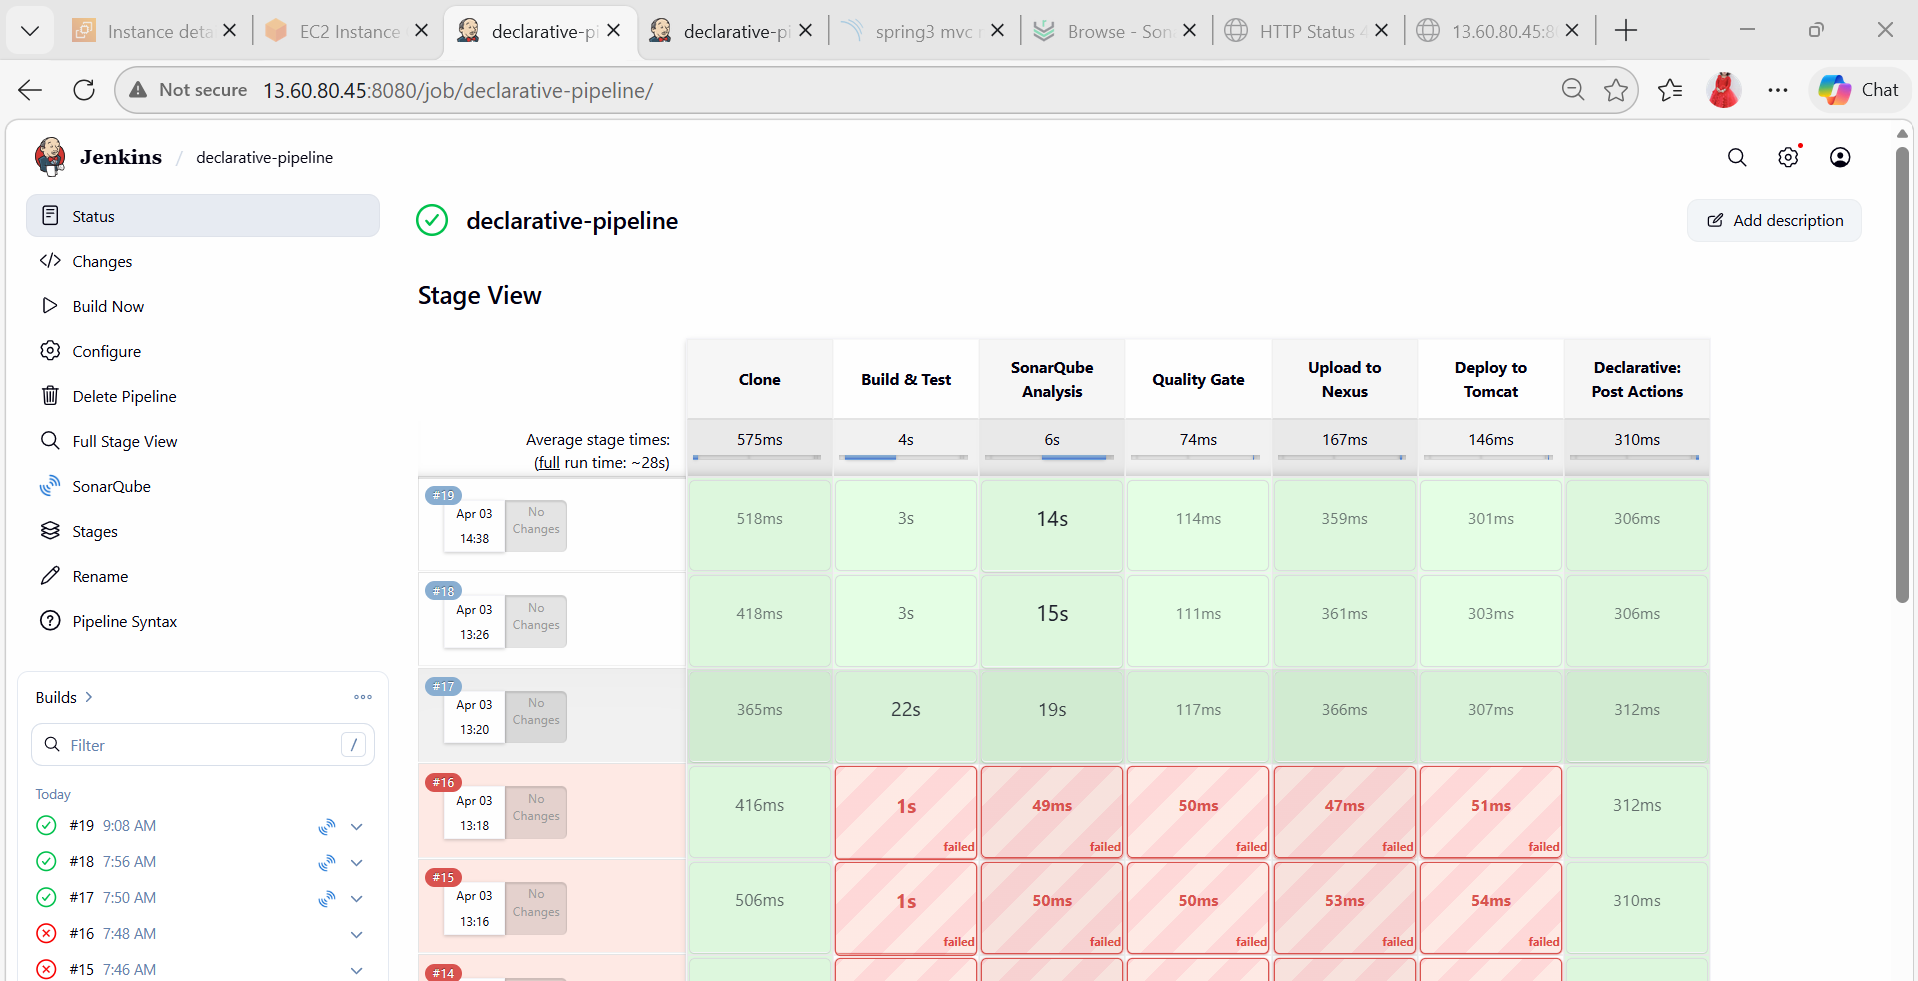 Instance deta
EC2 Instance
declarative-pi
declarative-pi
spring3 mvc
Browse - Son
HTTP Status 4
13.60.80.45:8
Not secure
13.60.80.45:8080/job/declarative-pipeline/
Chat
Jenkins / declarative-pipeline
Status
Changes
Build Now
Configure
Delete Pipeline
Full Stage View
SonarQube
Stages
Rename
Pipeline Syntax
Builds
Filter
/
Today
#19 9:08 AM
#18 7:56 AM
#17 7:50 AM
#16 7:48 AM
#15 7:46 AM
declarative-pipeline
Add description
Stage View
Clone
Build & Test
SonarQube
Analysis
Quality Gate
Upload to
Nexus
Deploy to
Tomcat
Declarative:
Post Actions
Average stage times:
(full run time: ~28s)
575ms 4s 6s 74ms 167ms 146ms 310ms
#19
Apr 03
14:38
No
Changes
518ms 3s 14s 114ms 359ms 301ms 306ms
#18
Apr 03
13:26
No
Changes
418ms 3s 15s 111ms 361ms 303ms 306ms
#17
Apr 03
13:20
No
Changes
365ms 22s 19s 117ms 366ms 307ms 312ms
#16
Apr 03
13:18
No
Changes
416ms 1s 49ms 50ms 47ms 51ms 312ms
failed failed failed failed failed
#15
Apr 03
13:16
No
Changes
506ms 1s 50ms 50ms 53ms 54ms 310ms
failed failed failed failed failed
#14